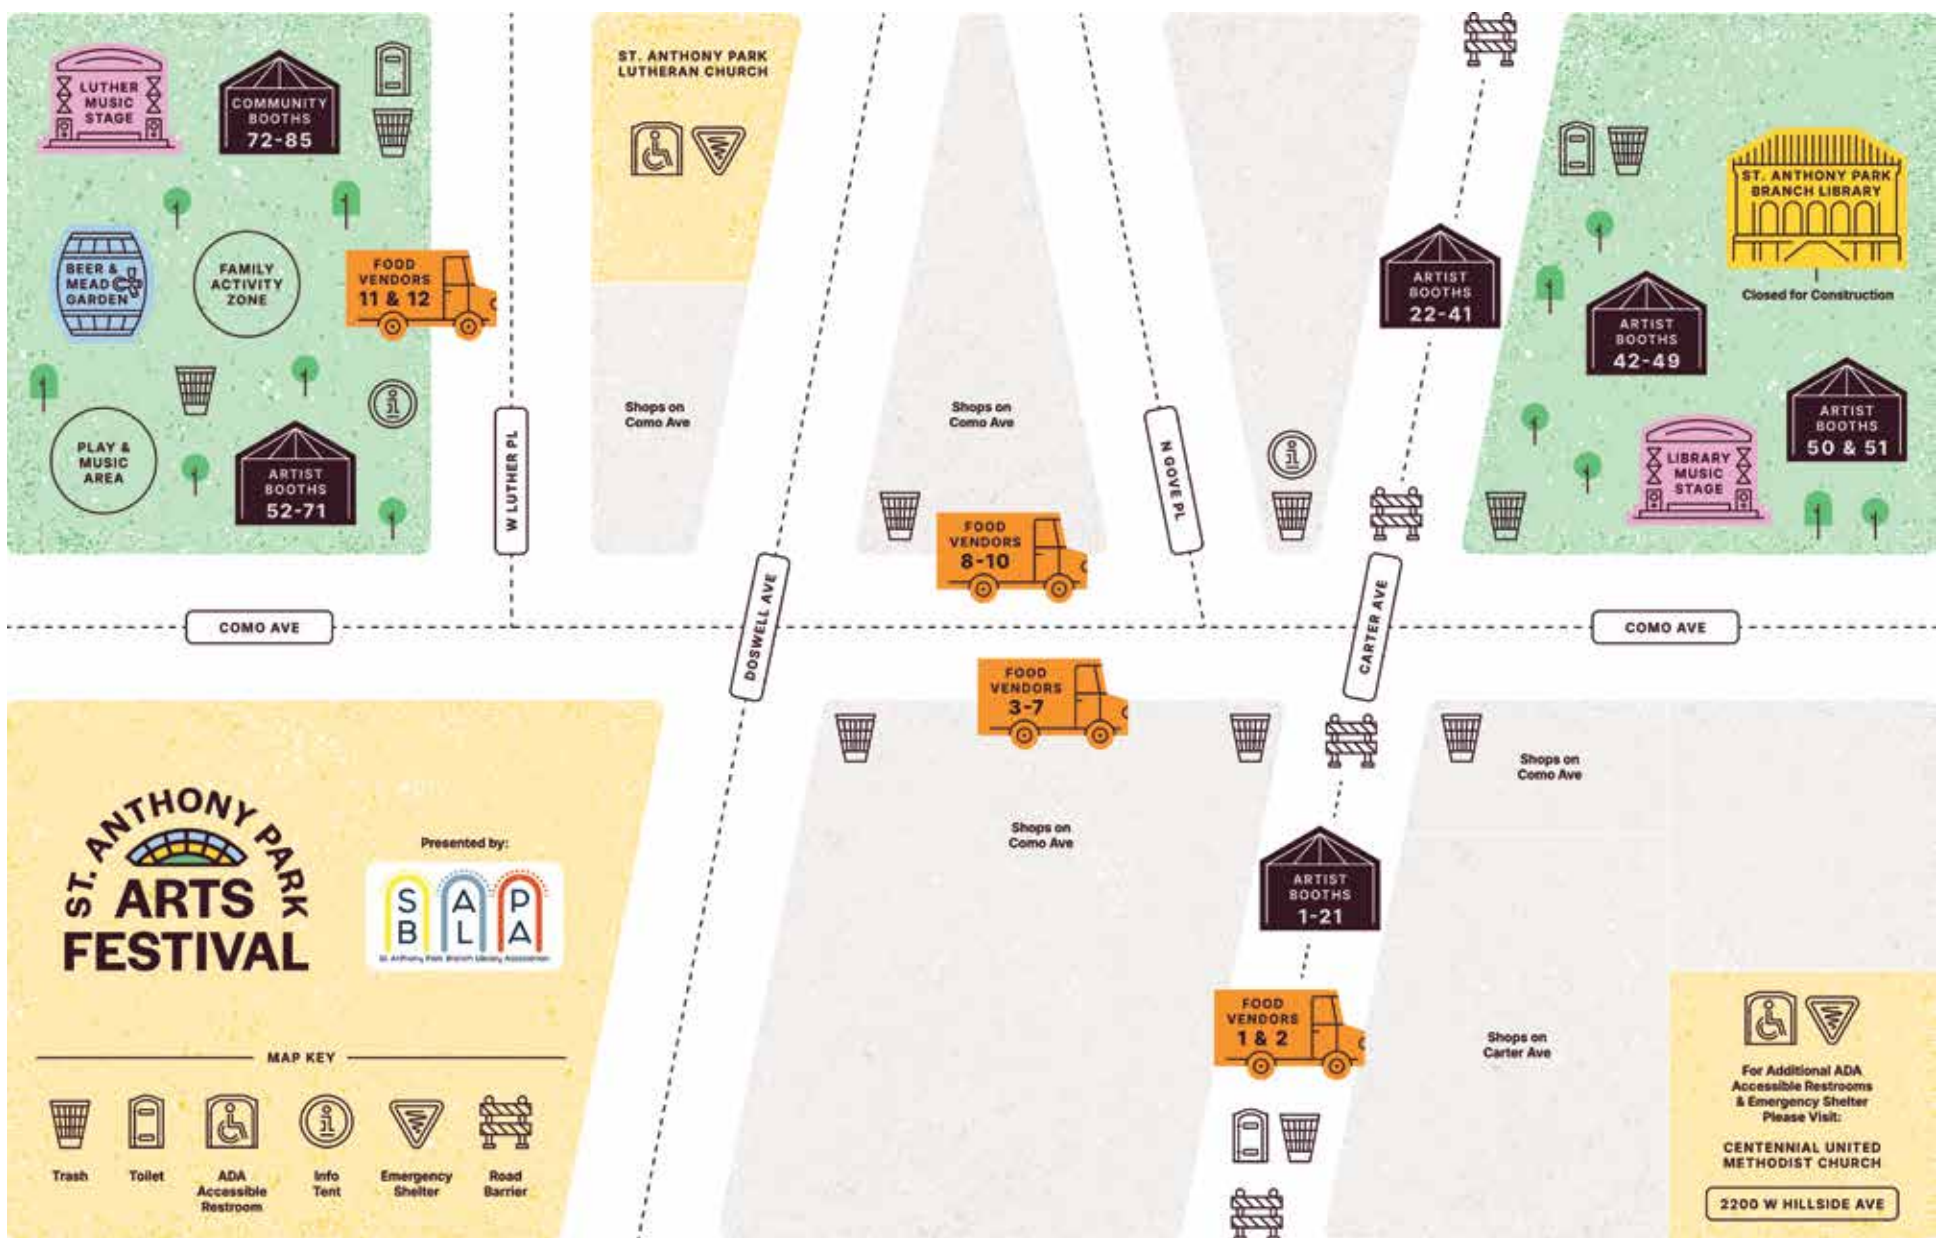 LUTHER
MUSIC
STAGE
COMMUNITY
BOOTHS
72-85
ST. ANTHONY PARK
LUTHERAN CHURCH
ST. ANTHONY PARK
BRANCH LIBRARY
Closed for Construction
BEER &
MEAD
GARDEN
FAMILY
ACTIVITY
ZONE
FOOD
VENDORS
11 & 12
ARTIST
BOOTHS
22-41
ARTIST
BOOTHS
42-49
ARTIST
BOOTHS
50 & 51
LIBRARY
MUSIC
STAGE
PLAY &
MUSIC
AREA
ARTIST
BOOTHS
52-71
i
W LUTHER PL
Shops on
Como Ave
Shops on
Como Ave
N GOVE PL
i
FOOD
VENDORS
8-10
COMO AVE
DOSWELL AVE
CARTER AVE
COMO AVE
FOOD
VENDORS
3-7
Shops on
Como Ave
Shops on
Como Ave
ARTIST
BOOTHS
1-21
FOOD
VENDORS
1 & 2
Shops on
Carter Ave
ST. ANTHONY PARK
ARTS
FESTIVAL
Presented by:
S A P
B L A
St. Anthony Park Branch Library Association
MAP KEY
i
Trash
Toilet
ADA
Accessible
Restroom
Info
Tent
Emergency
Shelter
Road
Barrier
For Additional ADA
Accessible Restrooms
& Emergency Shelter
Please Visit:
CENTENNIAL UNITED
METHODIST CHURCH
2200 W HILLSIDE AVE